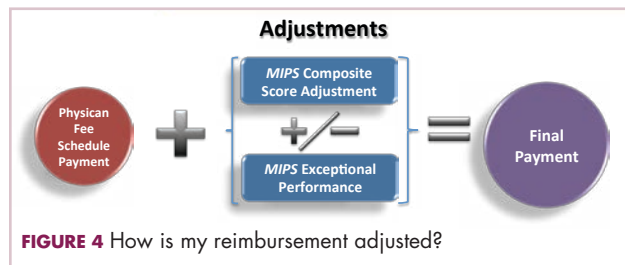 Adjustments
Physican
Fee
Schedule
Payment
+
MIPS Composite
Score Adjustment
+/−
MIPS Exceptional
Performance
=
Final
Payment
FIGURE 4 How is my reimbursement adjusted?